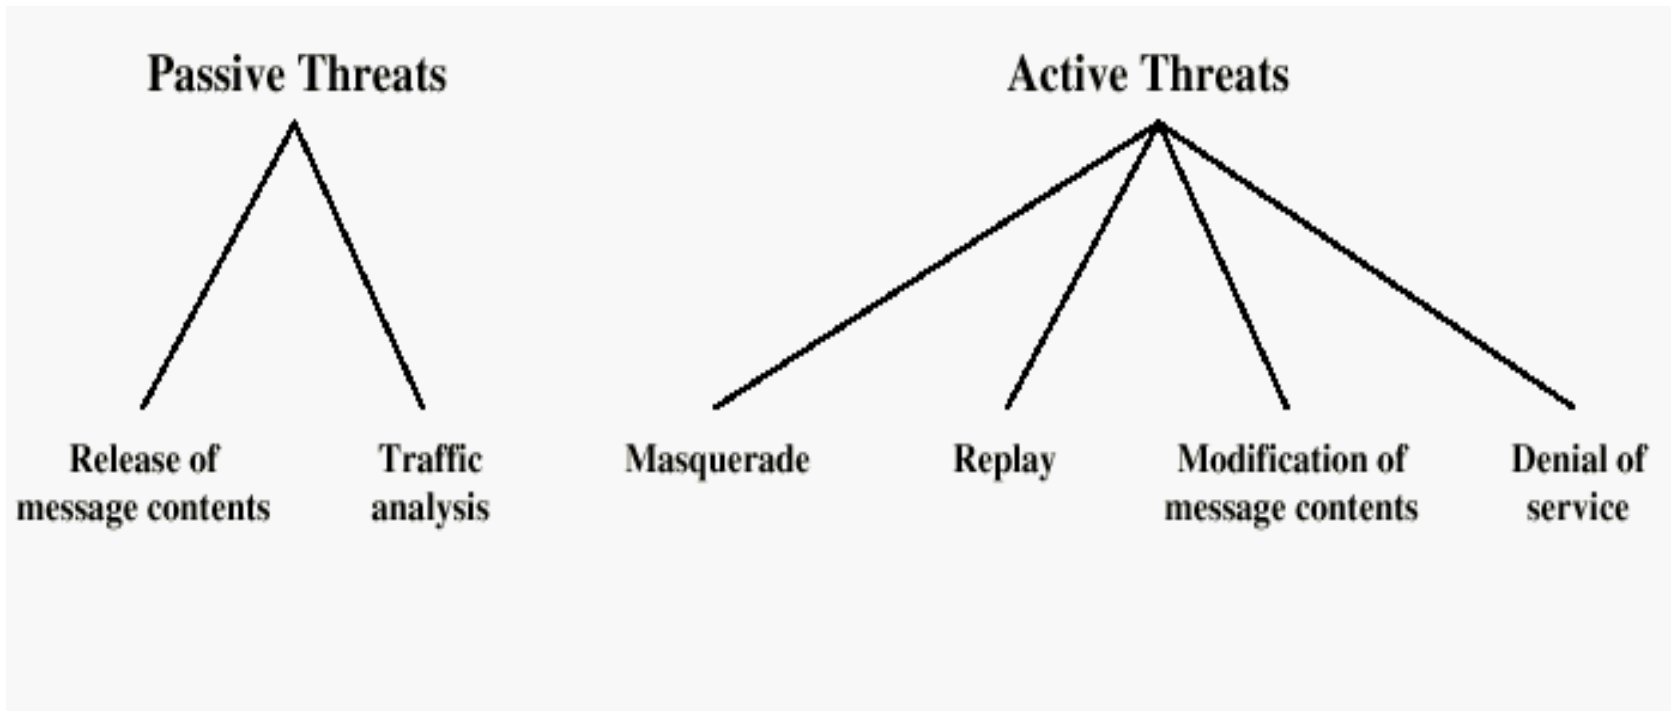 Passive Threats
Active Threats
Release of
message contents
Traffic
analysis
Masquerade
Replay
Modification of
message contents
Denial of
service